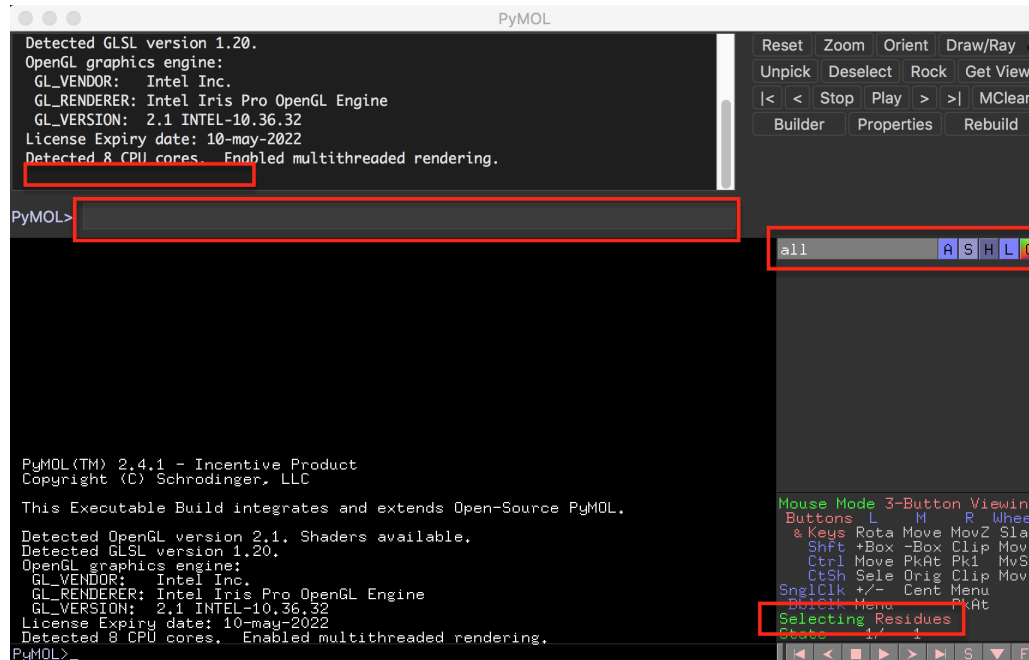 PyMOL
Detected GLSL version 1.20.
OpenGL graphics engine:
GL_VENDOR: Intel Inc.
GL_RENDERER: Intel Iris Pro OpenGL Engine
GL_VERSION: 2.1 INTEL-10.36.32
License Expiry date: 10-may-2022
Detected 8 CPU cores. Enabled multithreaded rendering.
PyMOL>
Reset Zoom Orient Draw/Ray
Unpick Deselect Rock Get View
|< < Stop Play > >| MClear
Builder Properties Rebuild
all A S H L C
PyMOL(TM) 2.4.1 - Incentive Product
Copyright (C) Schrodinger, LLC
This Executable Build integrates and extends Open-Source PyMOL.
Detected OpenGL version 2.1. Shaders available.
Detected GLSL version 1.20.
OpenGL graphics engine:
GL_VENDOR: Intel Inc.
GL_RENDERER: Intel Iris Pro OpenGL Engine
GL_VERSION: 2.1 INTEL-10.36.32
License Expiry date: 10-may-2022
Detected 8 CPU cores. Enabled multithreaded rendering.
PyMOL>_
Mouse Mode 3-Button Viewin
Buttons L M R Whee
& Keys Rota Move MovZ Sla
Shft +Box -Box Clip Mov
Ctrl Move PkAt Pk1 MvS
CtSh Sele Orig Clip Mov
SnglClk +/- Cent Menu
DblClk Menu PkAt
Selecting Residues
State 1/ 1
S F